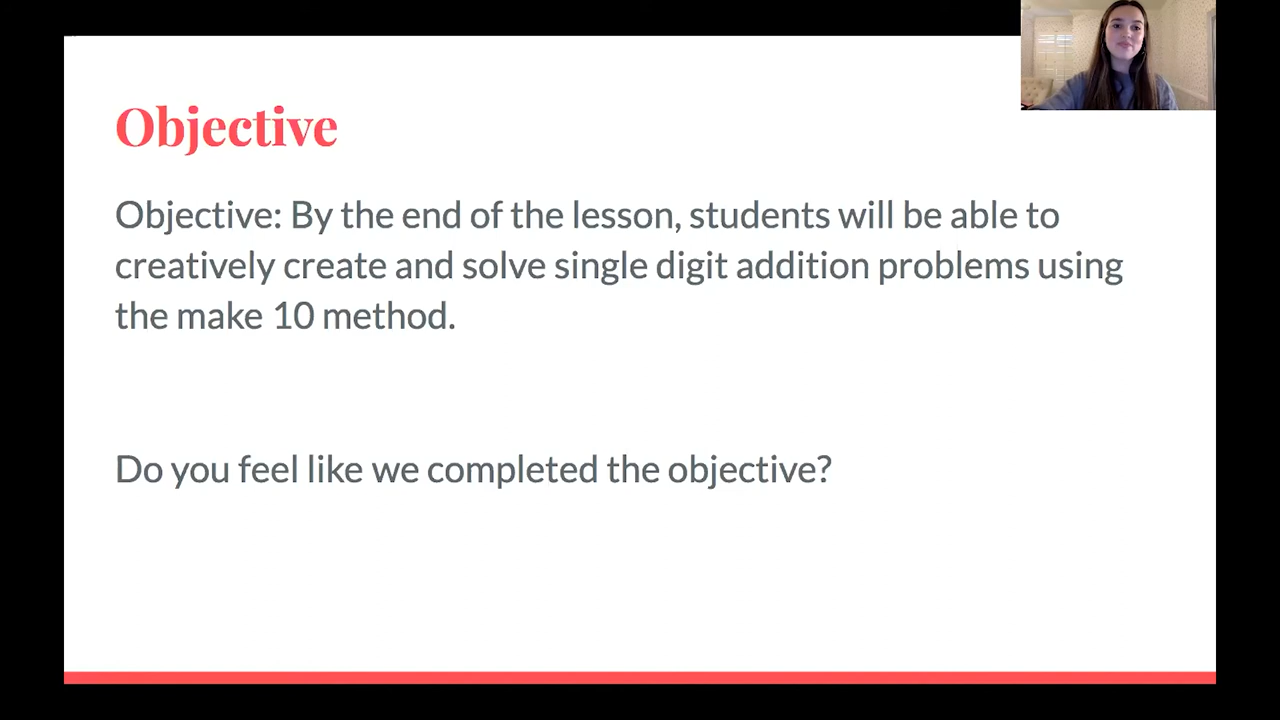 Objective
Objective: By the end of the lesson, students will be able to
creatively create and solve single digit addition problems using
the make 10 method.
Do you feel like we completed the objective?